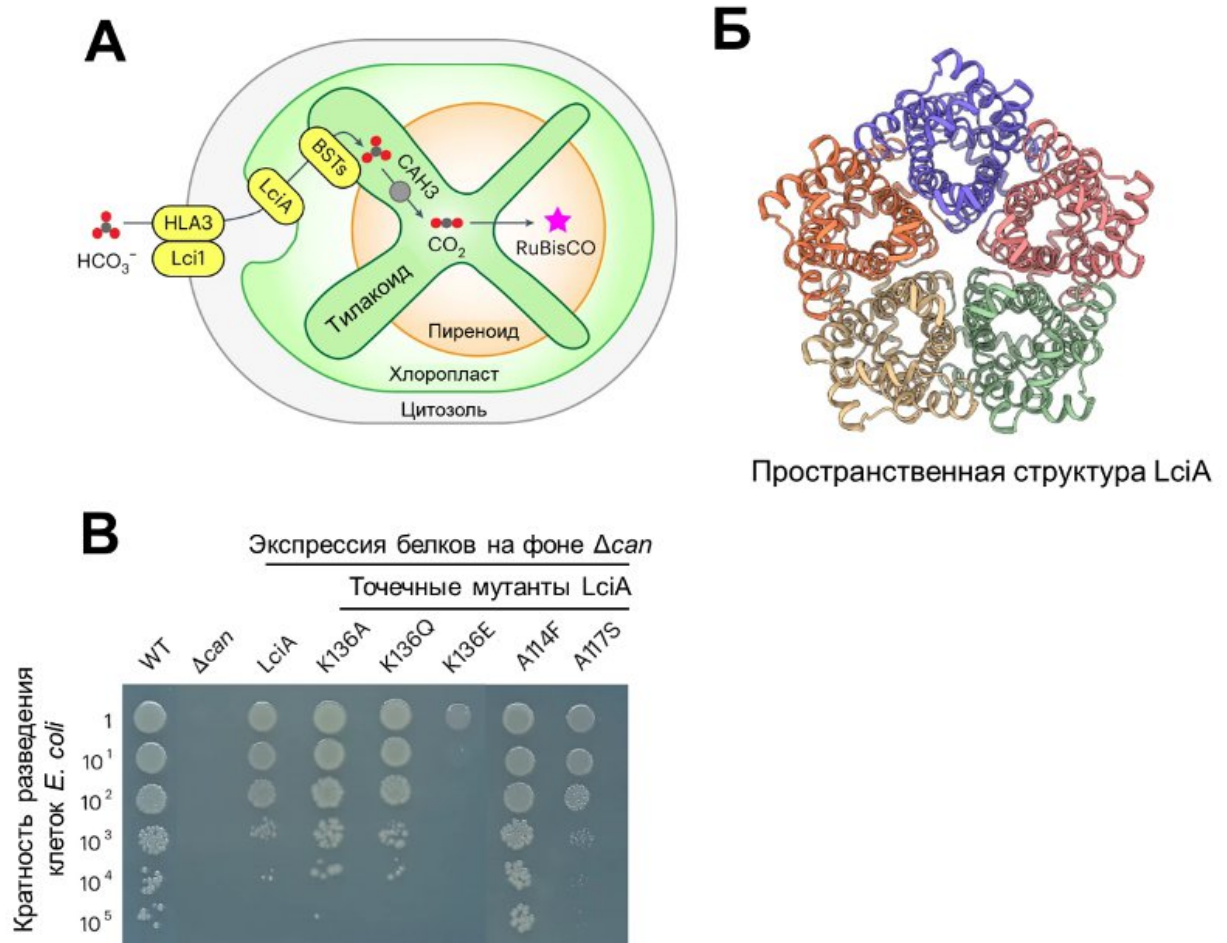 А
Б
HCO₃⁻
HLA3
Lci1
LciA
BSTs
CAH3
CO₂
RuBisCO
Тилакоид
Пиреноид
Хлоропласт
Цитозоль
Пространственная структура LciA
В
Экспрессия белков на фоне Δcan
Точечные мутанты LciA
WT
Δcan
LciA
K136A
K136Q
K136E
A114F
A117S
Кратность разведения
клеток E. coli
1
10¹
10²
10³
10⁴
10⁵